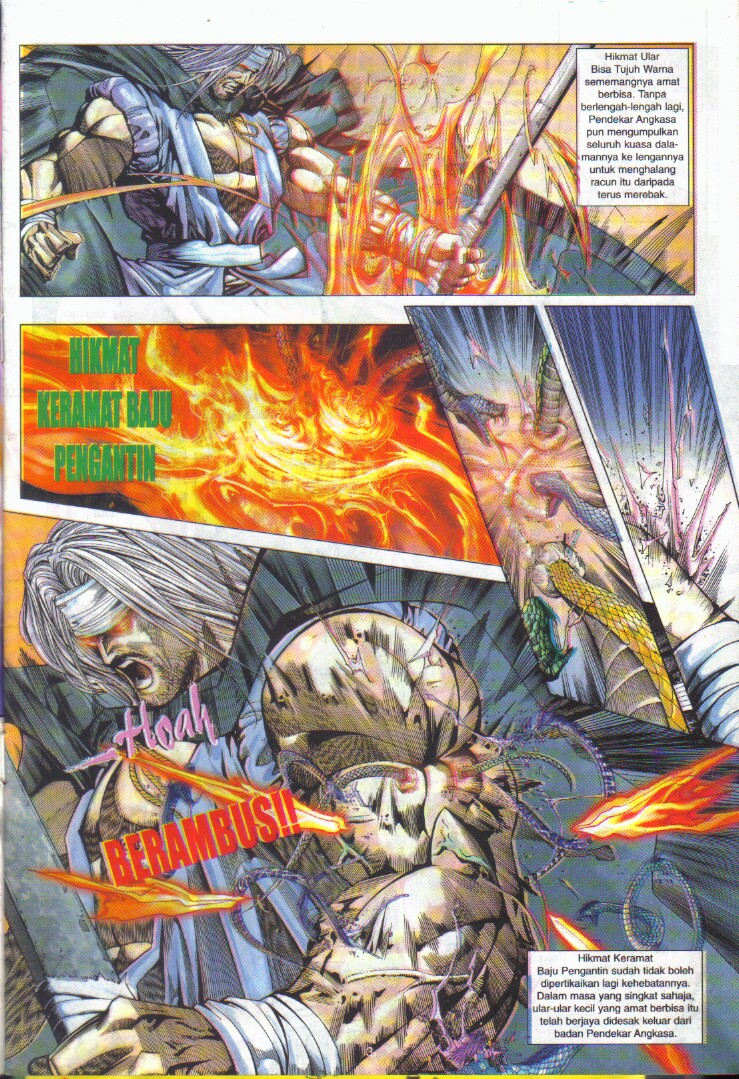 Hikmat Ular
Bisa Tujuh Warna
sememangnya amat
berbisa. Tanpa
berlengah-lengah lagi,
Pendekar Angkasa
pun mengumpulkan
seluruh kuasa dala-
mannya ke lengannya
untuk menghalang
racun itu daripada
terus merebak.
HIKMAT
KERAMAT BAJU
PENGANTIN
Hoah
BERAMBUS!!
Hikmat Keramat
Baju Pengantin sudah tidak boleh
dipertikaikan lagi kehebatannya.
Dalam masa yang singkat sahaja,
ular-ular kecil yang amat berbisa itu
telah berjaya didesak keluar dari
badan Pendekar Angkasa.